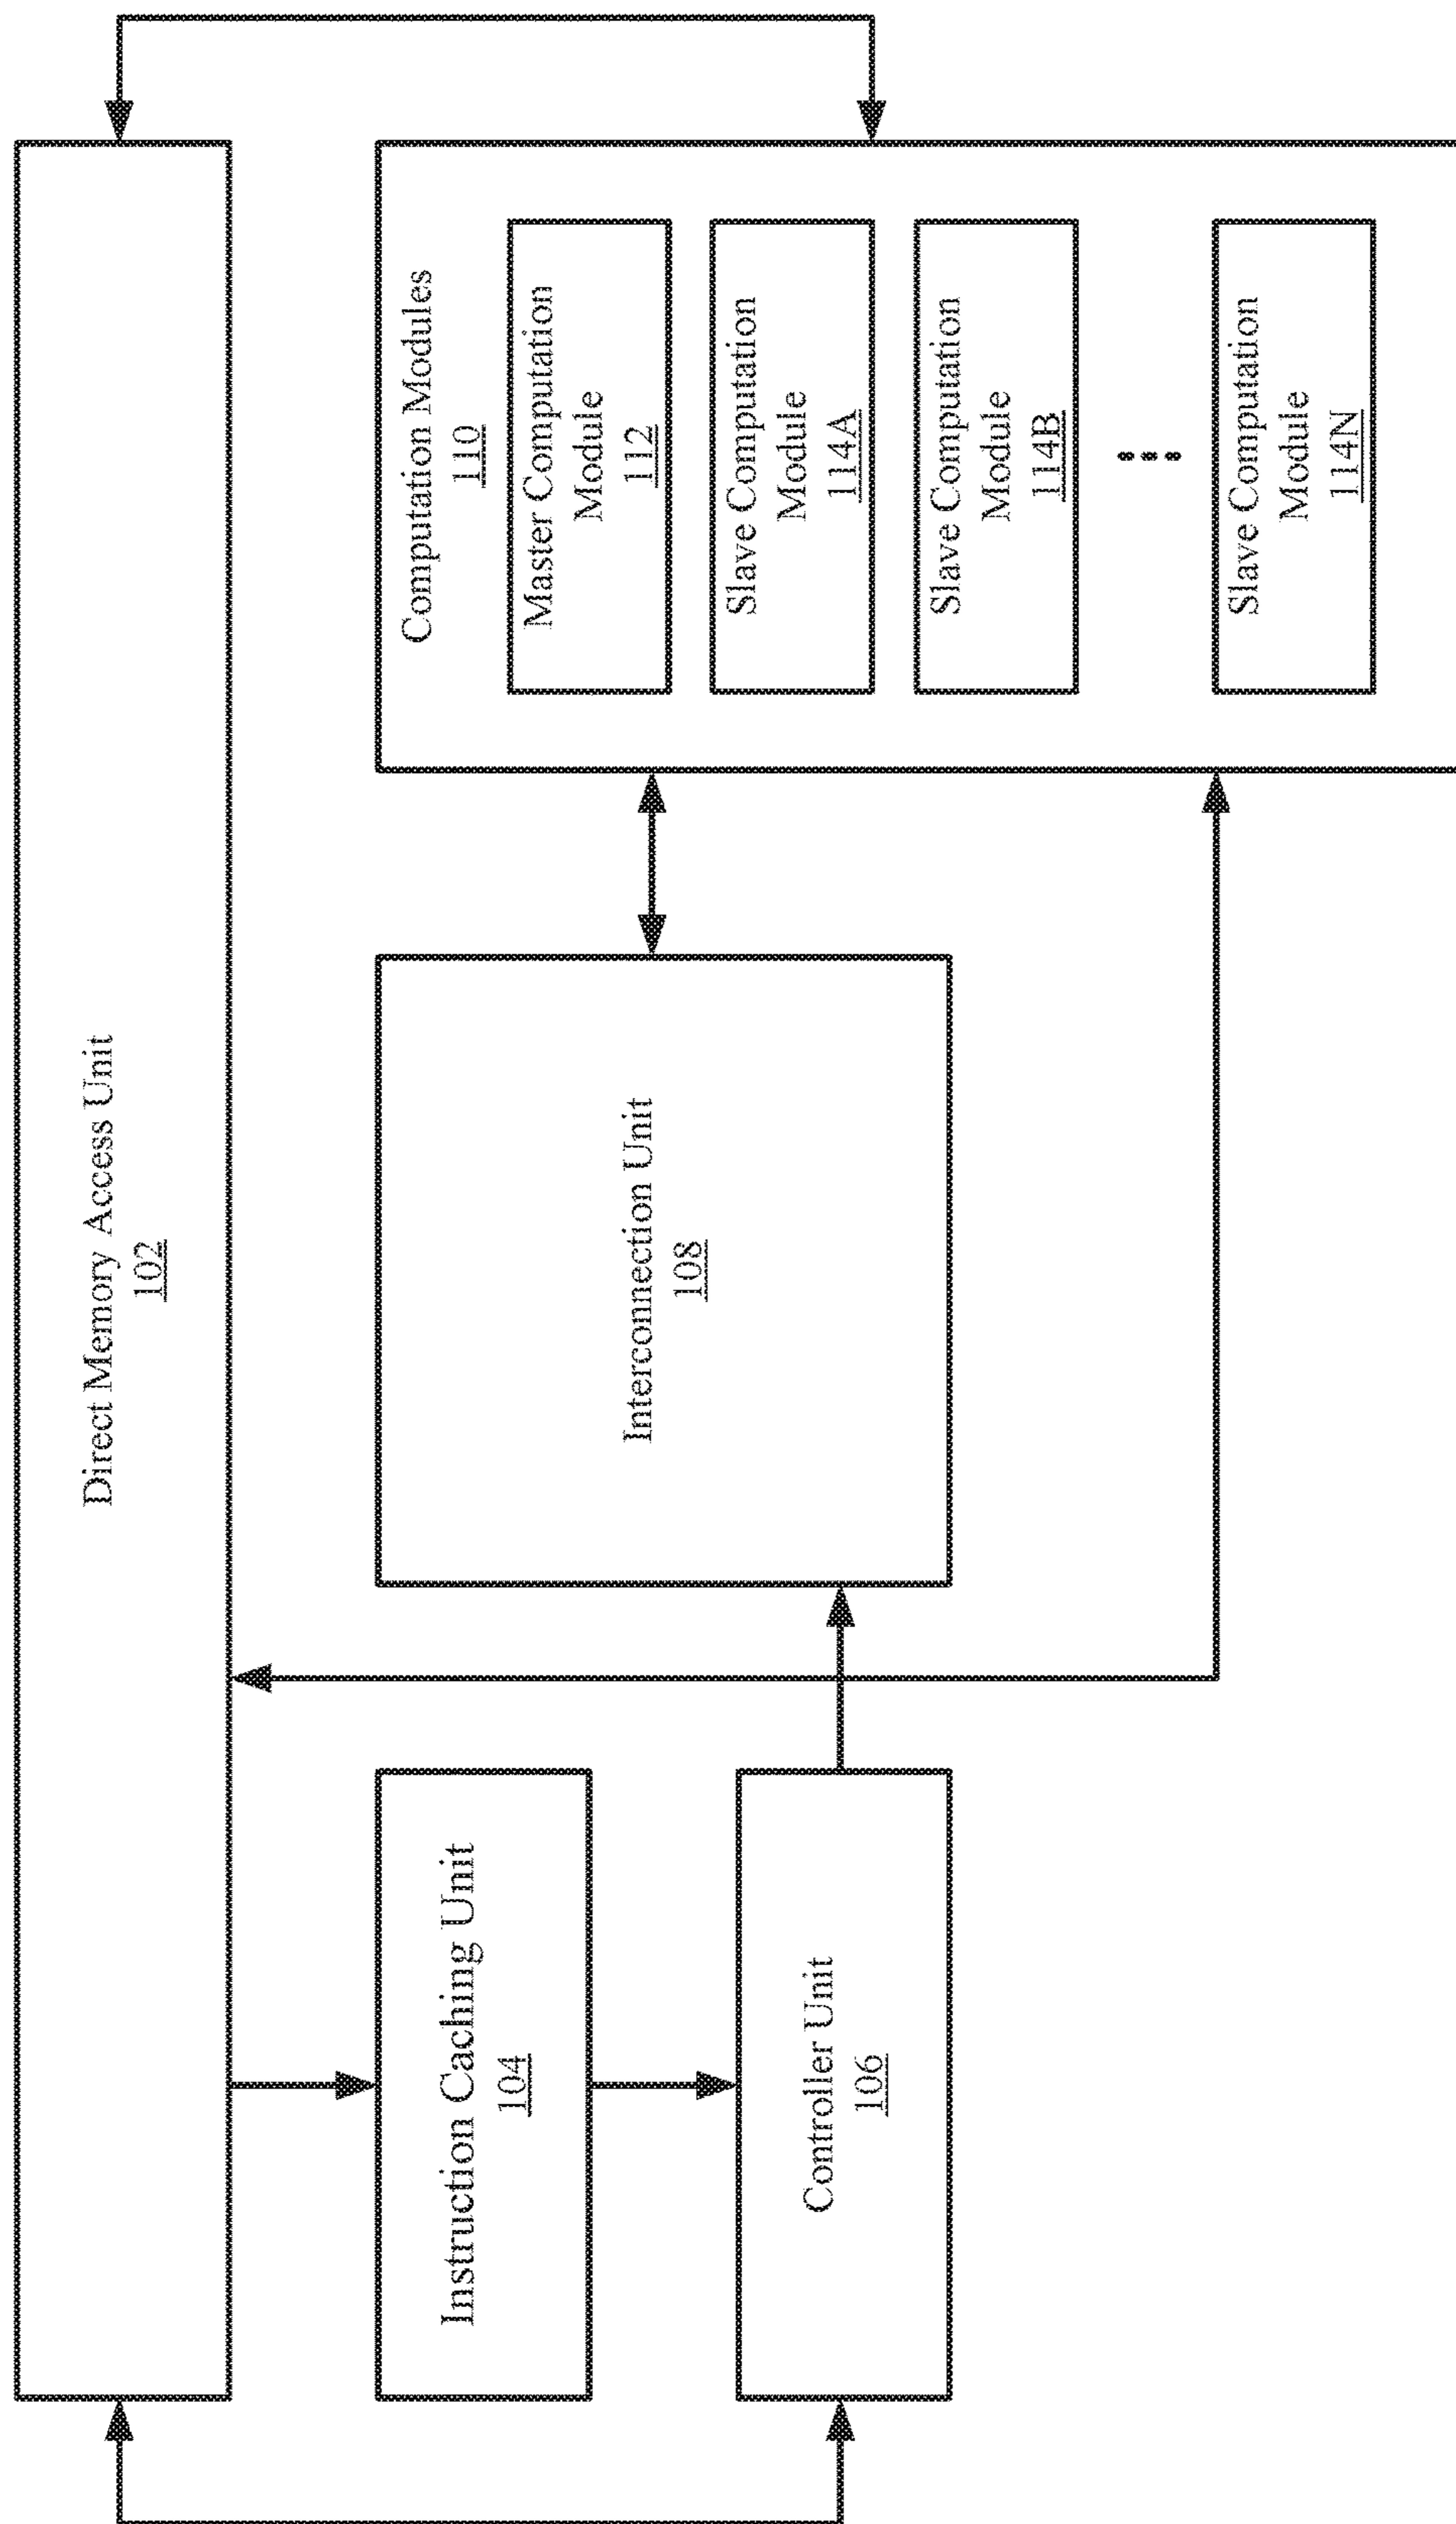 Direct Memory Access Unit
102
Instruction Caching Unit
104
Controller Unit
106
Interconnection Unit
108
Computation Modules
110
Master Computation
Module
112
Slave Computation
Module
114A
Slave Computation
Module
114B
Slave Computation
Module
114N